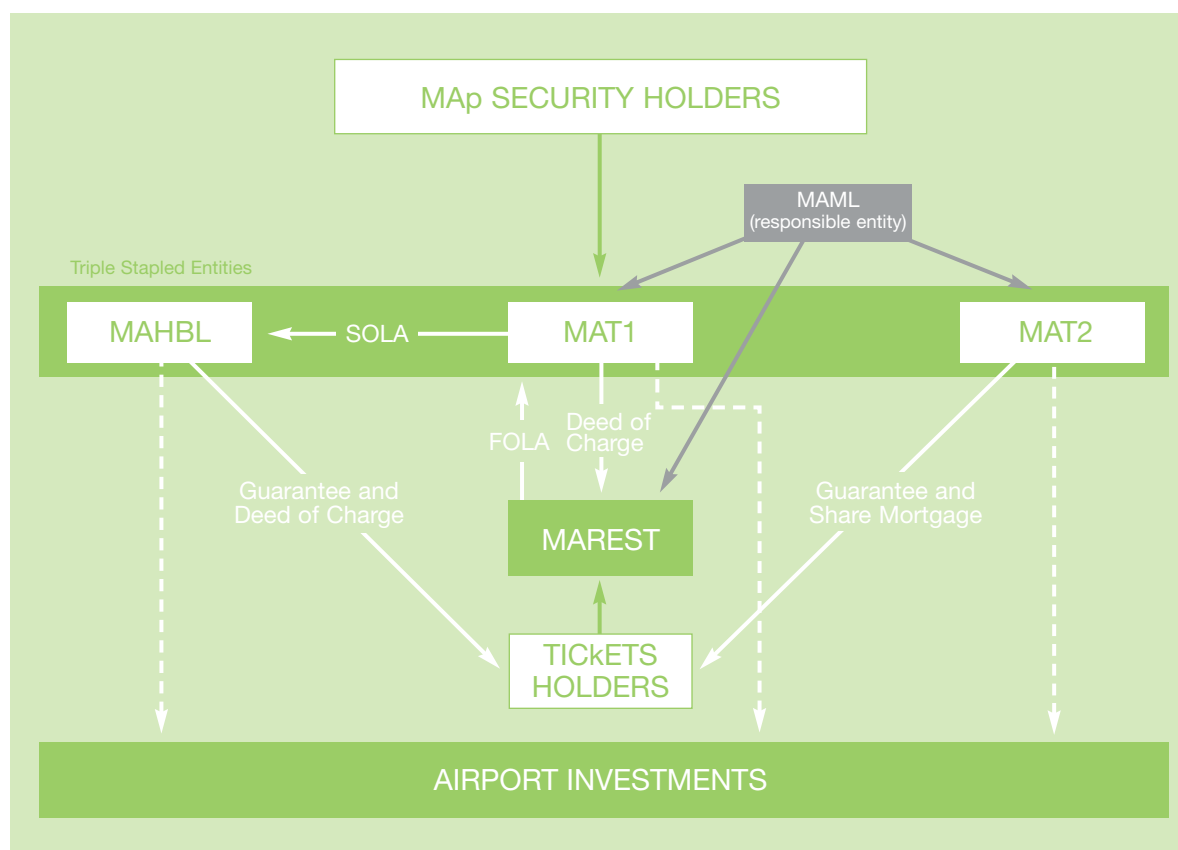 MAp SECURITY HOLDERS
MAML
(responsible entity)
Triple Stapled Entities
MAHBL
SOLA
MAT1
MAT2
FOLA
Deed of
Charge
Guarantee and
Deed of Charge
Guarantee and
Share Mortgage
MAREST
TICkETS
HOLDERS
AIRPORT INVESTMENTS